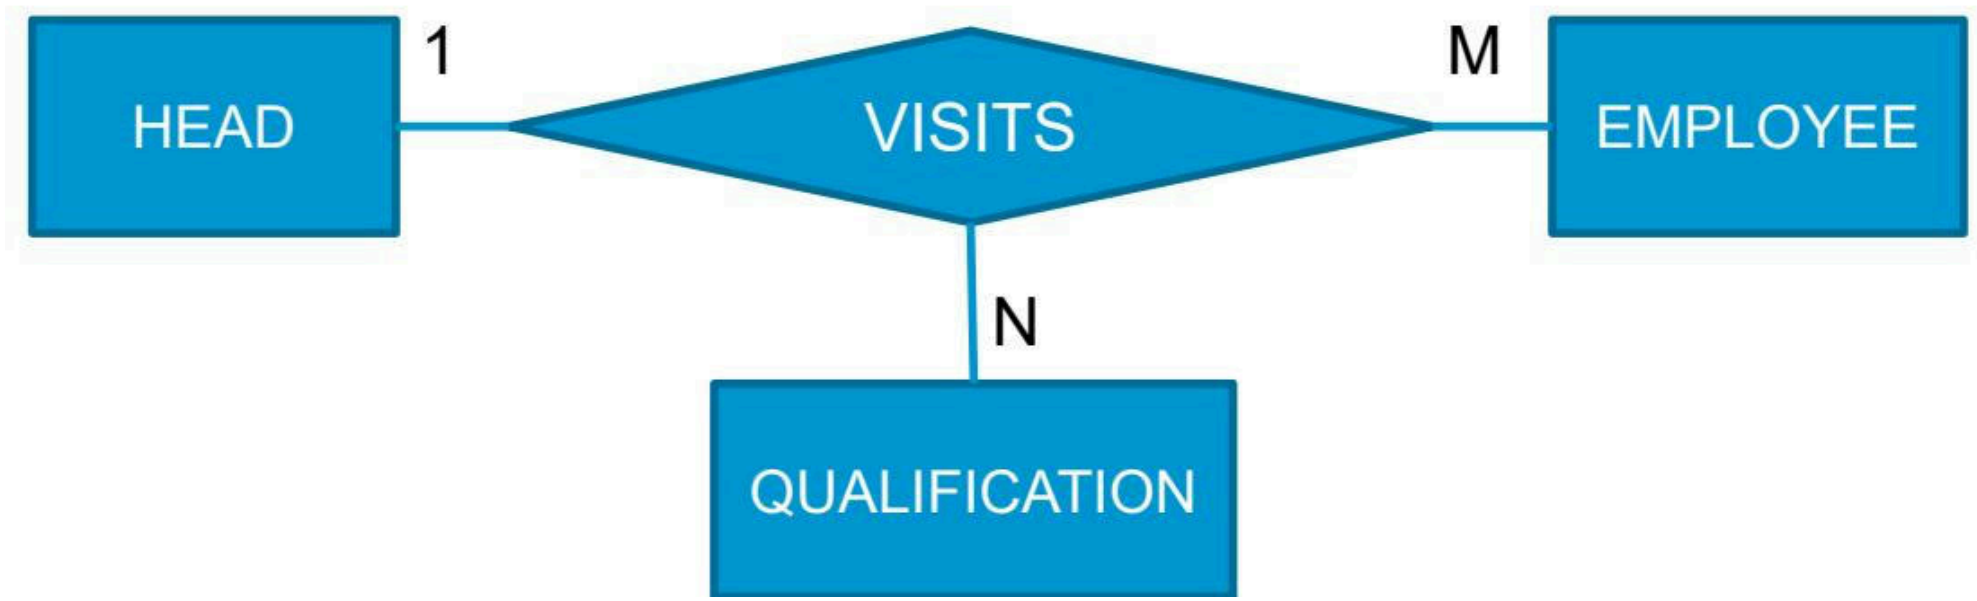 HEAD
1
VISITS
M
EMPLOYEE
N
QUALIFICATION